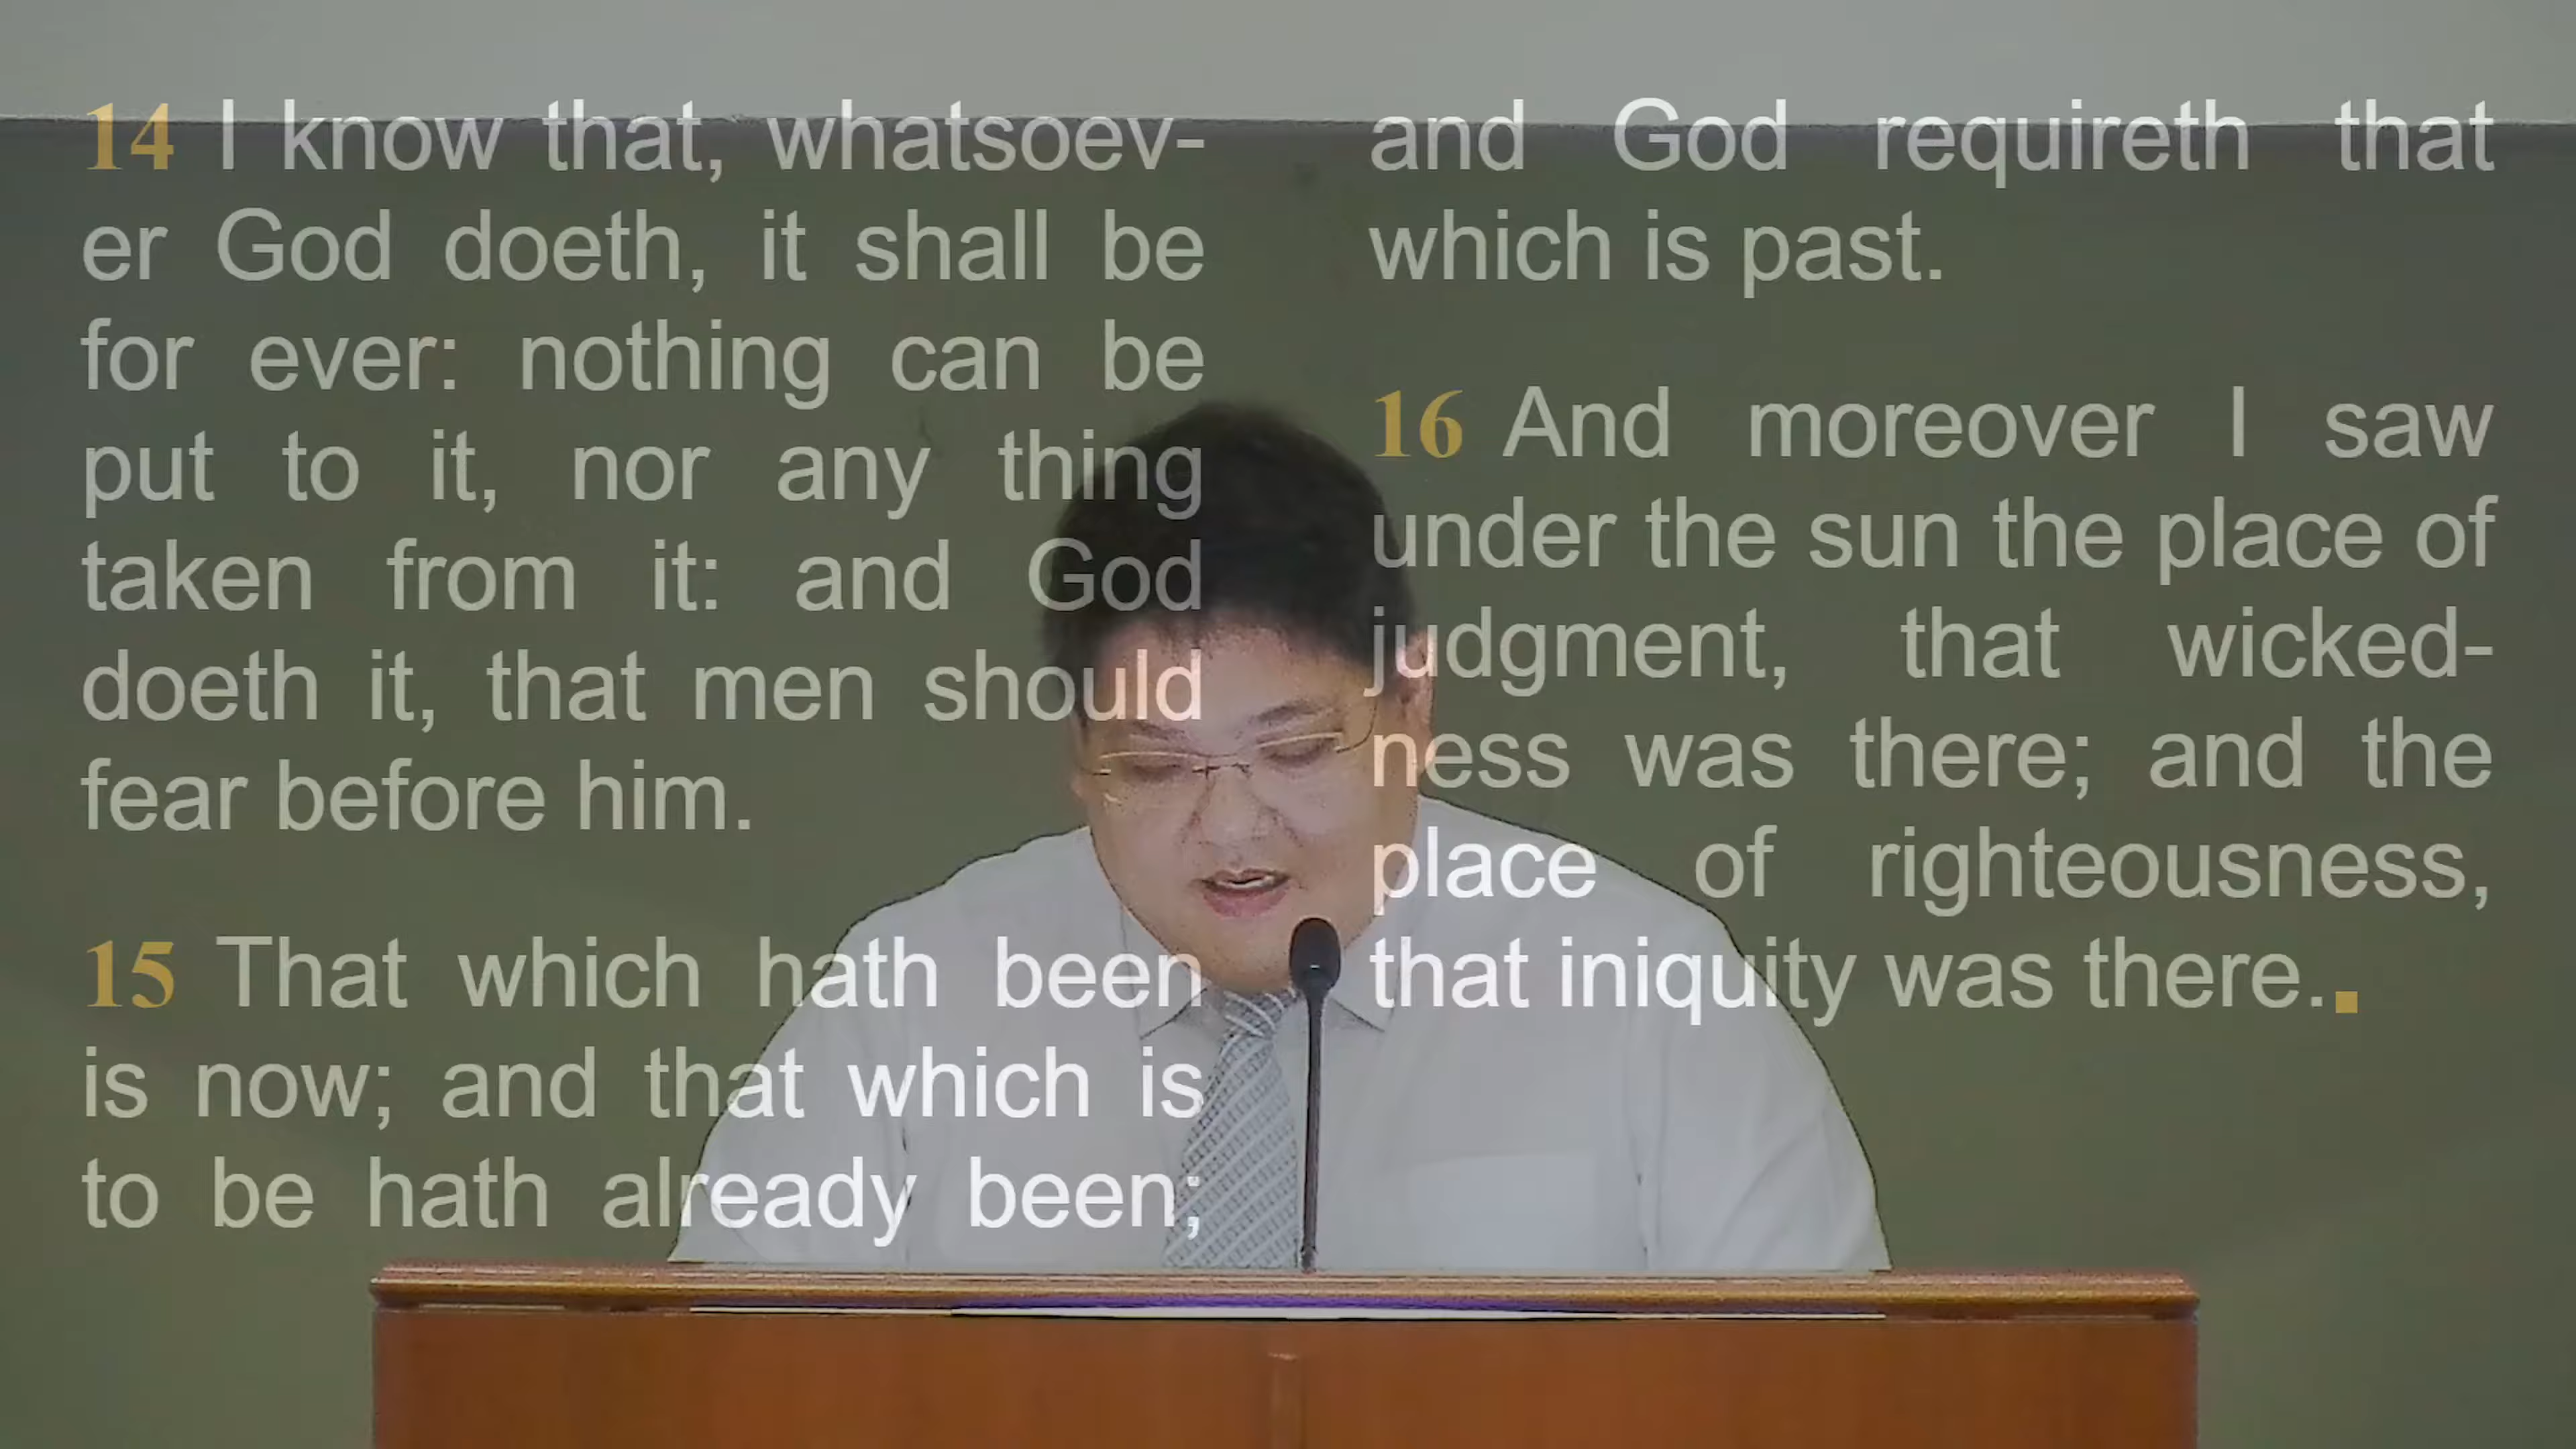 14 I know that, whatsoev-
er God doeth, it shall be
for ever: nothing can be
put to it, nor any thing
taken from it: and God
doeth it, that men should
fear before him.
15 That which hath been
is now; and that which is
to be hath already been;
and God requireth that
which is past.
16 And moreover I saw
under the sun the place of
judgment, that wicked-
ness was there; and the
place of righteousness,
that iniquity was there.